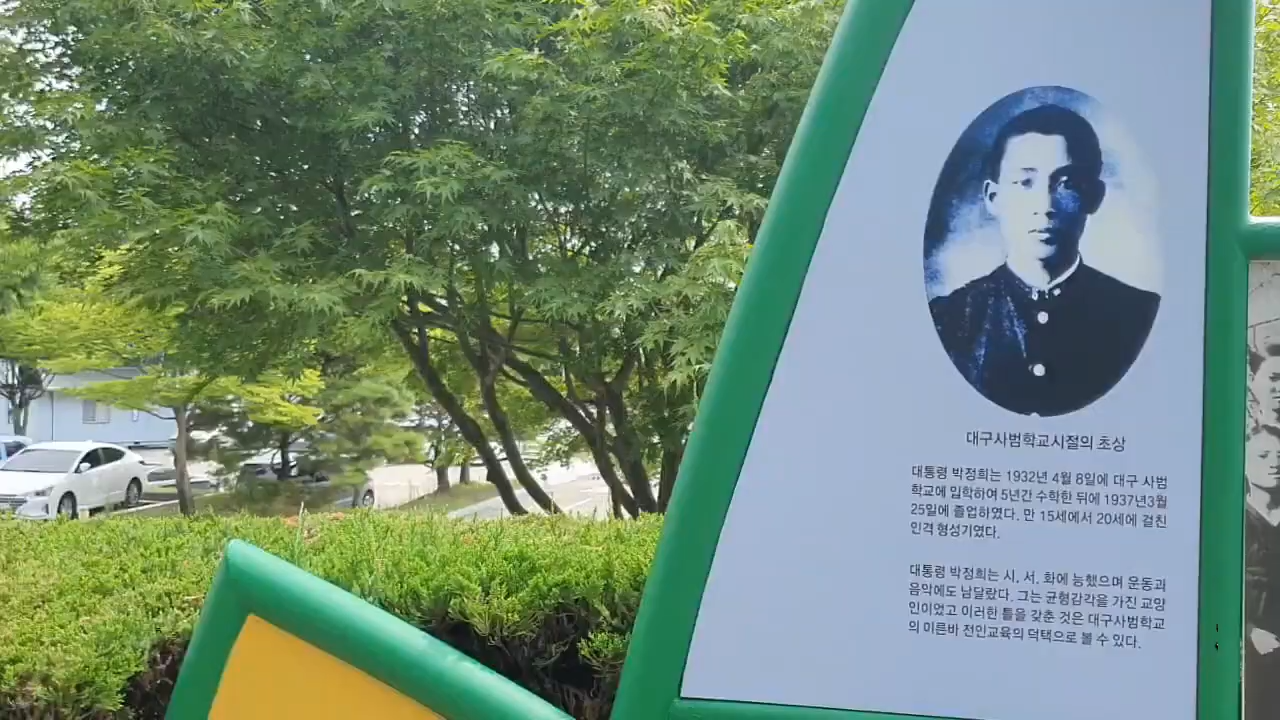 대구사범학교시절의 초상
대통령 박정희는 1932년 4월 8일에 대구 사범
학교에 입학하여 5년간 수학한 뒤에 1937년3월
25일에 졸업하였다. 만 15세에서 20세에 걸친
인격 형성기였다.
대통령 박정희는 시, 서, 화에 능했으며 운동과
음악에도 남달랐다. 그는 균형감각을 가진 교양
인이었고 이러한 틀을 갖춘 것은 대구사범학교
의 이른바 전인교육의 덕택으로 볼 수 있다.